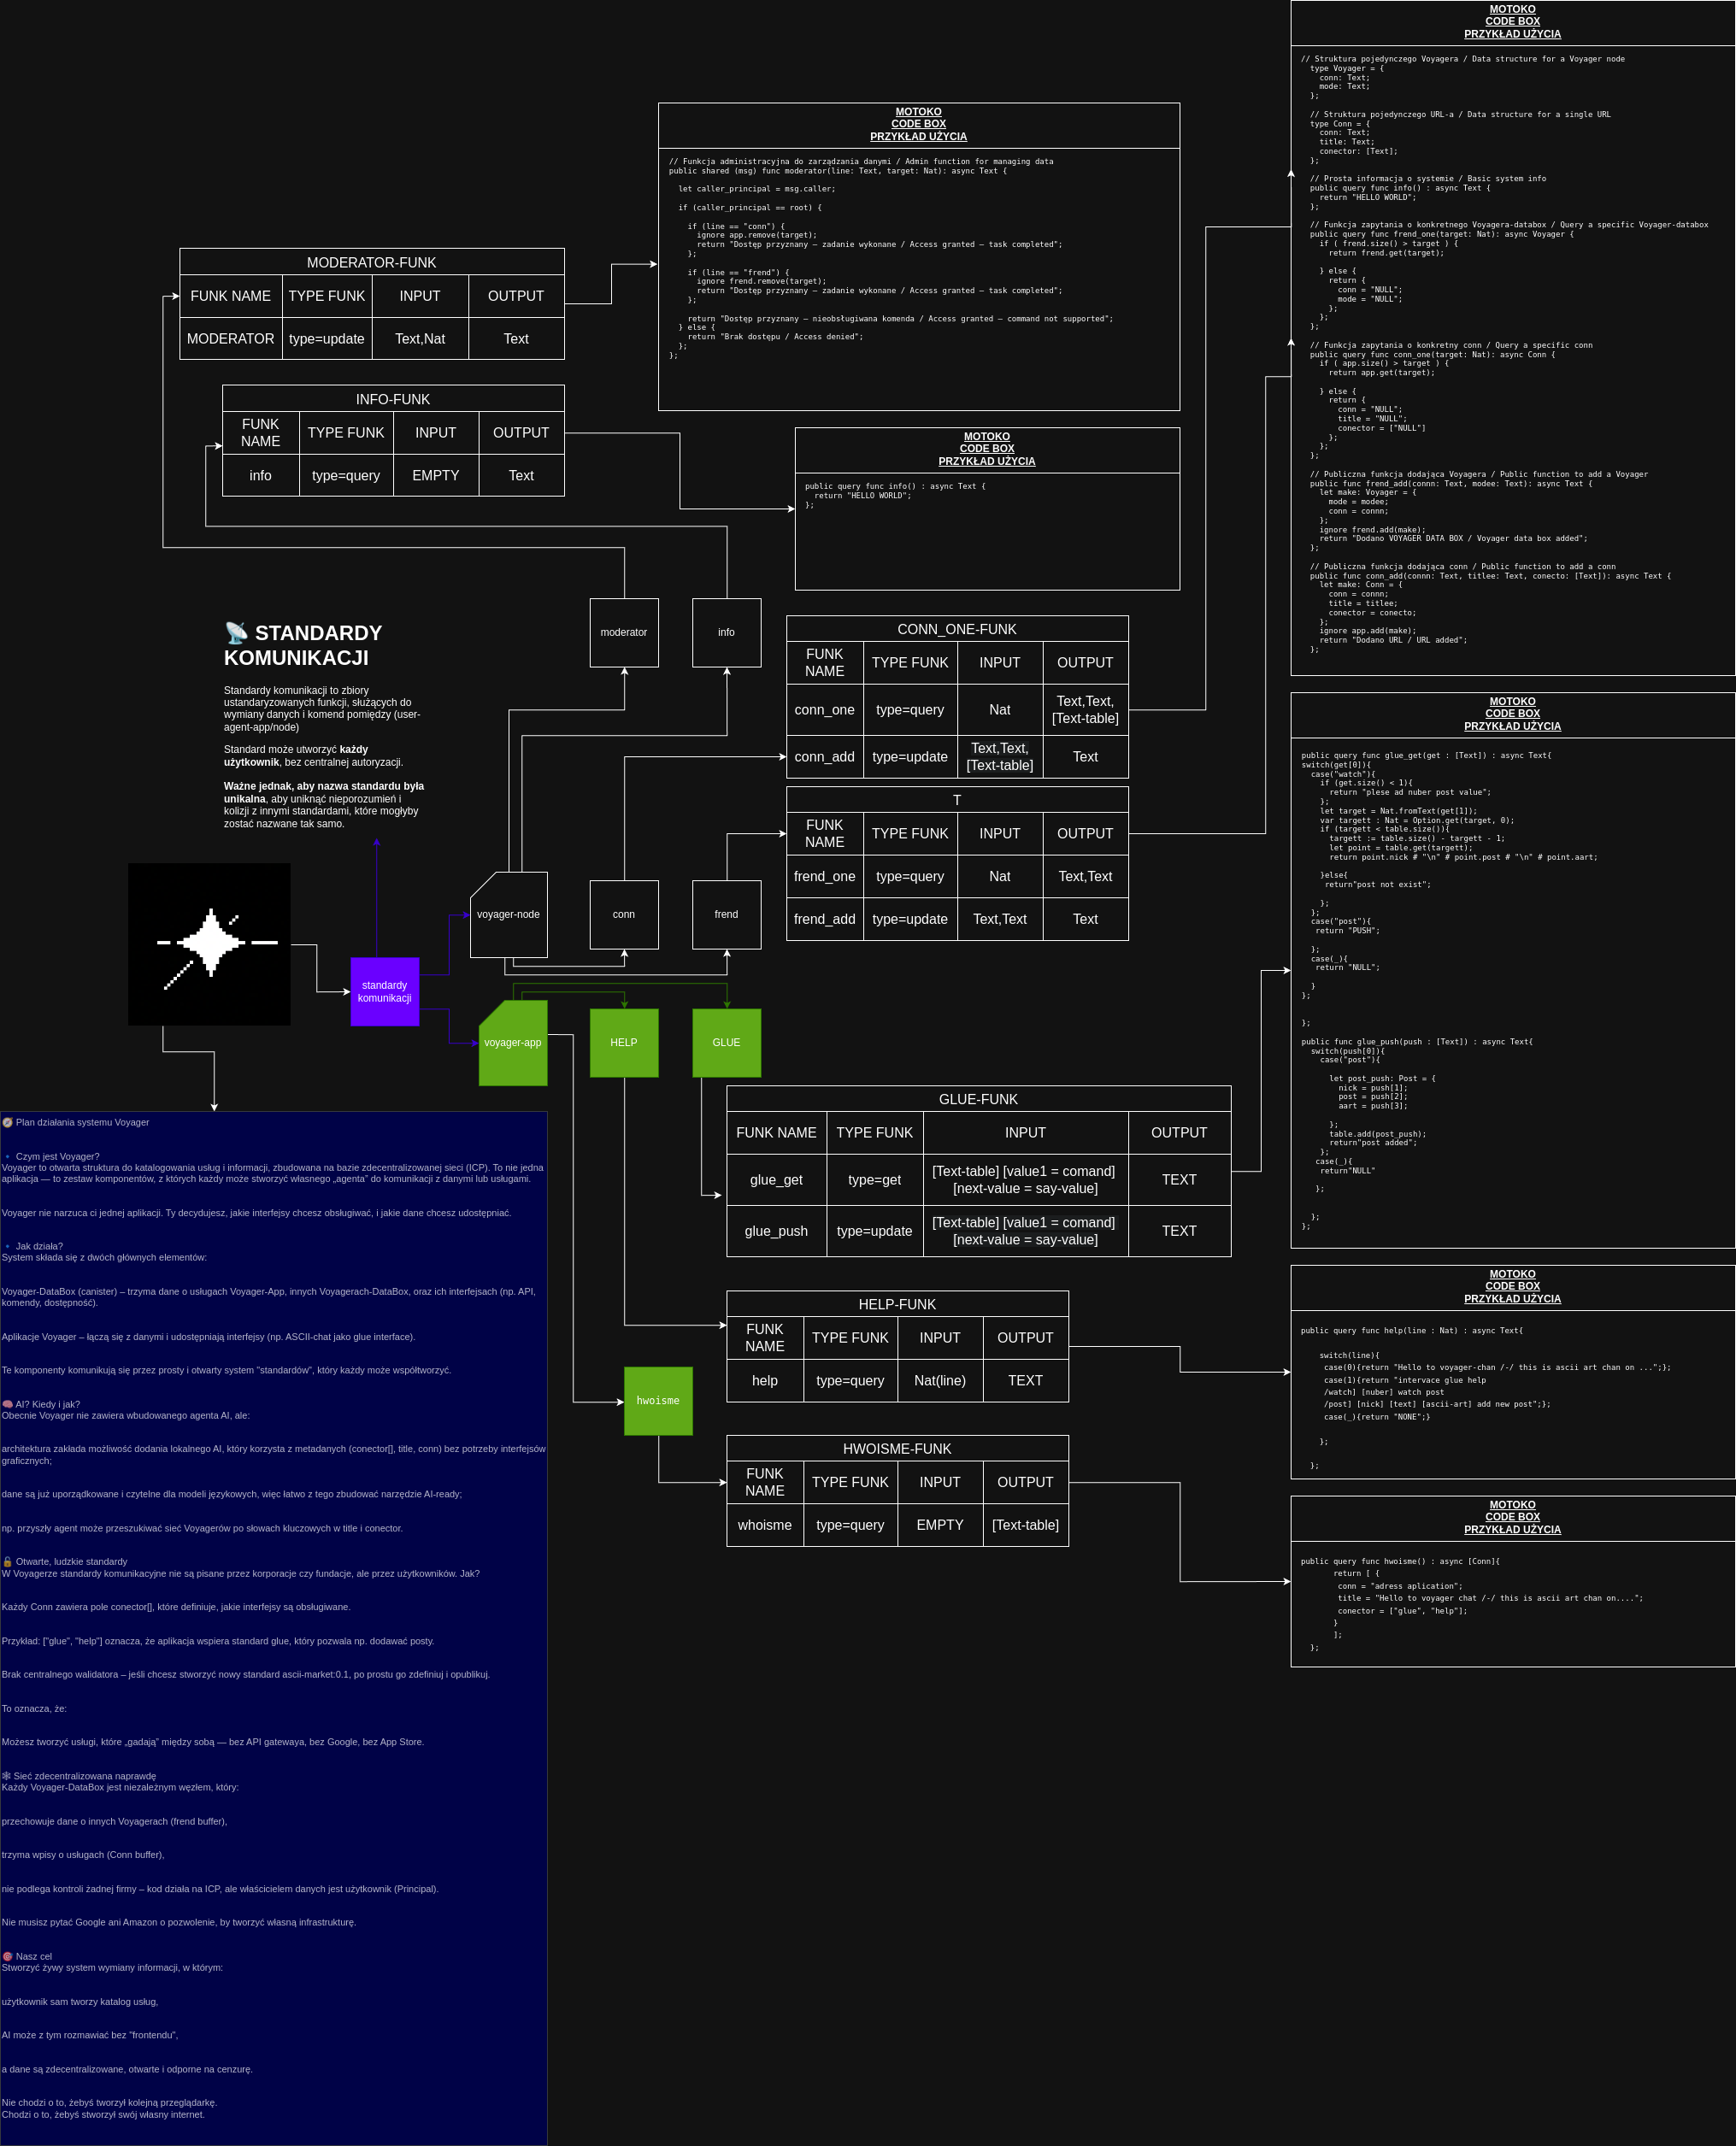 MOTOKO
CODE BOX
PRZYKŁAD UŻYCIA
// Struktura pojedynczego Voyagera / Data structure for a Voyager node
type Voyager = {
conn: Text;
mode: Text;
};
// Struktura pojedynczego URL-a / Data structure for a single URL
type Conn = {
conn: Text;
title: Text;
conector: [Text];
};
// Prosta informacja o systemie / Basic system info
public query func info() : async Text {
return "HELLO WORLD";
};
// Funkcja zapytania o konkretnego Voyagera-databox / Query a specific Voyager-databox
public query func frend_one(target: Nat): async Voyager {
if ( frend.size() > target ) {
return frend.get(target);
} else {
return {
conn = "NULL";
mode = "NULL";
};
};
};
// Funkcja zapytania o konkretny conn / Query a specific conn
public query func conn_one(target: Nat): async Conn {
if ( app.size() > target ) {
return app.get(target);
} else {
return {
conn = "NULL";
title = "NULL";
conector = ["NULL"]
};
};
};
// Publiczna funkcja dodająca Voyagera / Public function to add a Voyager
public func frend_add(connn: Text, modee: Text): async Text {
let make: Voyager = {
mode = modee;
conn = connn;
};
ignore frend.add(make);
return "Dodano VOYAGER DATA BOX / Voyager data box added";
};
// Publiczna funkcja dodająca conn / Public function to add a conn
public func conn_add(connn: Text, titlee: Text, conecto: [Text]): async Text {
let make: Conn = {
conn = connn;
title = titlee;
conector = conecto;
};
ignore app.add(make);
return "Dodano URL / URL added";
};
MOTOKO
CODE BOX
PRZYKŁAD UŻYCIA
// Funkcja administracyjna do zarządzania danymi / Admin function for managing data
public shared (msg) func moderator(line: Text, target: Nat): async Text {
let caller_principal = msg.caller;
if (caller_principal == root) {
if (line == "conn") {
ignore app.remove(target);
return "Dostęp przyznany – zadanie wykonane / Access granted – task completed";
};
if (line == "frend") {
ignore frend.remove(target);
return "Dostęp przyznany – zadanie wykonane / Access granted – task completed";
};
return "Dostęp przyznany – nieobsługiwana komenda / Access granted – command not supported";
} else {
return "Brak dostępu / Access denied";
};
};
MODERATOR-FUNK
FUNK NAME TYPE FUNK INPUT OUTPUT
MODERATOR type=update Text,Nat Text
INFO-FUNK
FUNK NAME TYPE FUNK INPUT OUTPUT
info type=query EMPTY Text
MOTOKO
CODE BOX
PRZYKŁAD UŻYCIA
public query func info() : async Text {
return "HELLO WORLD";
};
moderator
info
📡 STANDARDY
KOMUNIKACJI
Standardy komunikacji to zbiory
ustandaryzowanych funkcji, służących do
wymiany danych i komend pomiędzy (user-
agent-app/node)
Standard może utworzyć każdy
użytkownik, bez centralnej autoryzacji.
Ważne jednak, aby nazwa standardu była
unikalna, aby uniknąć nieporozumień i
kolizji z innymi standardami, które mogłyby
zostać nazwane tak samo.
CONN_ONE-FUNK
FUNK NAME TYPE FUNK INPUT OUTPUT
conn_one type=query Nat Text,Text, [Text-table]
conn_add type=update Text,Text, [Text-table] Text
T
FUNK NAME TYPE FUNK INPUT OUTPUT
frend_one type=query Nat Text,Text
frend_add type=update Text,Text Text
voyager-node
conn
frend
standardy
komunikacji
voyager-app
HELP
GLUE
MOTOKO
CODE BOX
PRZYKŁAD UŻYCIA
public query func glue_get(get : [Text]) : async Text{
switch(get[0]){
case("watch"){
if (get.size() < 1){
return "plese ad nuber post value";
};
let target = Nat.fromText(get[1]);
var targett : Nat = Option.get(target, 0);
if (targett < table.size()){
targett := table.size() - targett - 1;
let point = table.get(targett);
return point.nick # "\n" # point.post # "\n" # point.aart;
}else{
return"post not exist";
};
};
case("post"){
return "PUSH";
};
case(_){
return "NULL";
}
};
};
public func glue_push(push : [Text]) : async Text{
switch(push[0]){
case("post"){
let post_push: Post = {
nick = push[1];
post = push[2];
aart = push[3];
};
table.add(post_push);
return"post added";
};
case(_){
return"NULL"
};
};
};
GLUE-FUNK
FUNK NAME TYPE FUNK INPUT OUTPUT
glue_get type=get [Text-table] [value1 = comand] [next-value = say-value] TEXT
glue_push type=update [Text-table] [value1 = comand] [next-value = say-value] TEXT
HELP-FUNK
FUNK NAME TYPE FUNK INPUT OUTPUT
help type=query Nat(line) TEXT
MOTOKO
CODE BOX
PRZYKŁAD UŻYCIA
public query func help(line : Nat) : async Text{
switch(line){
case(0){return "Hello to voyager-chan /-/ this is ascii art chan on ...";};
case(1){return "intervace glue help
/watch] [nuber] watch post
/post] [nick] [text] [ascii-art] add new post";};
case(_){return "NONE";}
};
};
hwoisme
HWOISME-FUNK
FUNK NAME TYPE FUNK INPUT OUTPUT
whoisme type=query EMPTY [Text-table]
MOTOKO
CODE BOX
PRZYKŁAD UŻYCIA
public query func hwoisme() : async [Conn]{
return [ {
conn = "adress aplication";
title = "Hello to voyager chat /-/ this is ascii art chan on....";
conector = ["glue", "help"];
}
];
};
🧭 Plan działania systemu Voyager
🔹 Czym jest Voyager?
Voyager to otwarta struktura do katalogowania usług i informacji, zbudowana na bazie zdecentralizowanej sieci (ICP). To nie jedna
aplikacja — to zestaw komponentów, z których każdy może stworzyć własnego „agenta” do komunikacji z danymi lub usługami.
Voyager nie narzuca ci jednej aplikacji. Ty decydujesz, jakie interfejsy chcesz obsługiwać, i jakie dane chcesz udostępniać.
🔹 Jak działa?
System składa się z dwóch głównych elementów:
Voyager-DataBox (canister) – trzyma dane o usługach Voyager-App, innych Voyagerach-DataBox, oraz ich interfejsach (np. API,
komendy, dostępność).
Aplikacje Voyager – łączą się z danymi i udostępniają interfejsy (np. ASCII-chat jako glue interface).
Te komponenty komunikują się przez prosty i otwarty system "standardów", który każdy może współtworzyć.
🧠 AI? Kiedy i jak?
Obecnie Voyager nie zawiera wbudowanego agenta AI, ale:
architektura zakłada możliwość dodania lokalnego AI, który korzysta z metadanych (conector[], title, conn) bez potrzeby interfejsów
graficznych;
dane są już uporządkowane i czytelne dla modeli językowych, więc łatwo z tego zbudować narzędzie AI-ready;
np. przyszły agent może przeszukiwać sieć Voyagerów po słowach kluczowych w title i conector.
🔓 Otwarte, ludzkie standardy
W Voyagerze standardy komunikacyjne nie są pisane przez korporacje czy fundacje, ale przez użytkowników. Jak?
Każdy Conn zawiera pole conector[], które definiuje, jakie interfejsy są obsługiwane.
Przykład: ["glue", "help"] oznacza, że aplikacja wspiera standard glue, który pozwala np. dodawać posty.
Brak centralnego walidatora – jeśli chcesz stworzyć nowy standard ascii-market:0.1, po prostu go zdefiniuj i opublikuj.
To oznacza, że:
Możesz tworzyć usługi, które „gadają” między sobą — bez API gatewaya, bez Google, bez App Store.
🕸️ Sieć zdecentralizowana naprawdę
Każdy Voyager-DataBox jest niezależnym węzłem, który:
przechowuje dane o innych Voyagerach (frend buffer),
trzyma wpisy o usługach (Conn buffer),
nie podlega kontroli żadnej firmy – kod działa na ICP, ale właścicielem danych jest użytkownik (Principal).
Nie musisz pytać Google ani Amazon o pozwolenie, by tworzyć własną infrastrukturę.
🎯 Nasz cel
Stworzyć żywy system wymiany informacji, w którym:
użytkownik sam tworzy katalog usług,
AI może z tym rozmawiać bez "frontendu",
a dane są zdecentralizowane, otwarte i odporne na cenzurę.
Nie chodzi o to, żebyś tworzył kolejną przeglądarkę.
Chodzi o to, żebyś stworzył swój własny internet.